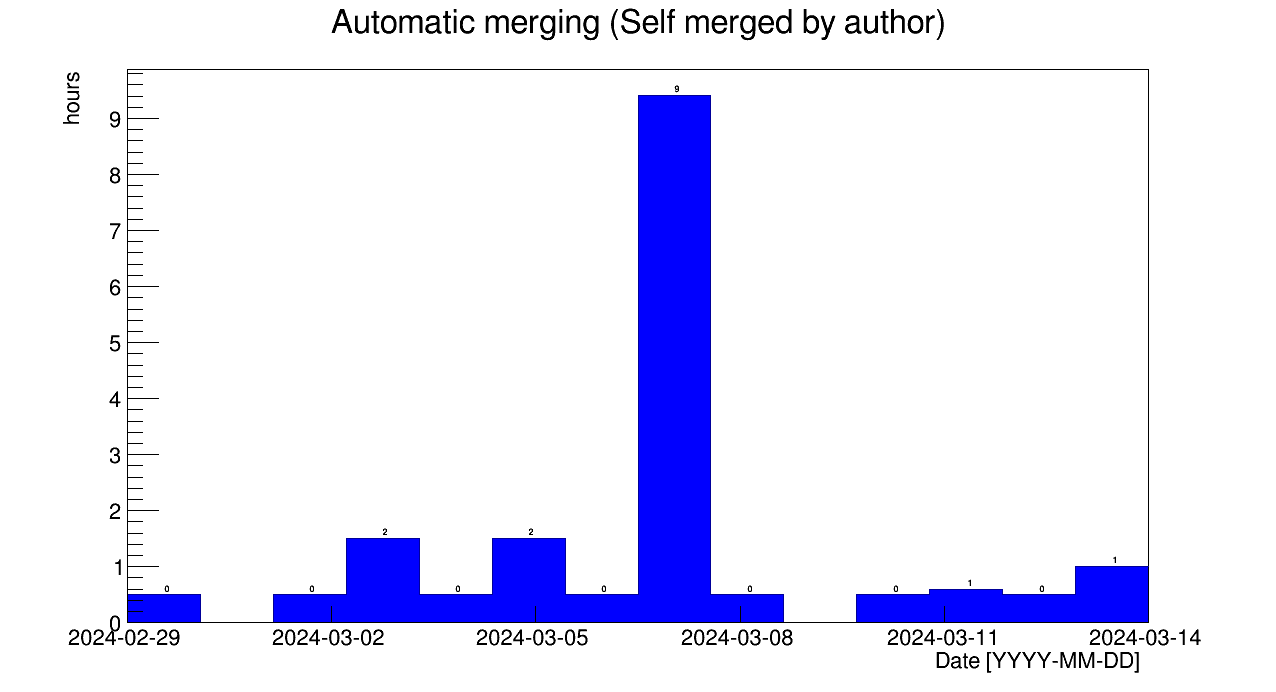 Automatic merging (Self merged by author)
hours
9
8
7
6
5
4
3
2
1
0
0 0 2 0 2 0 9 0 0 1 0 1
2024-02-29 2024-03-02 2024-03-05 2024-03-08 2024-03-11 2024-03-14
Date [YYYY-MM-DD]